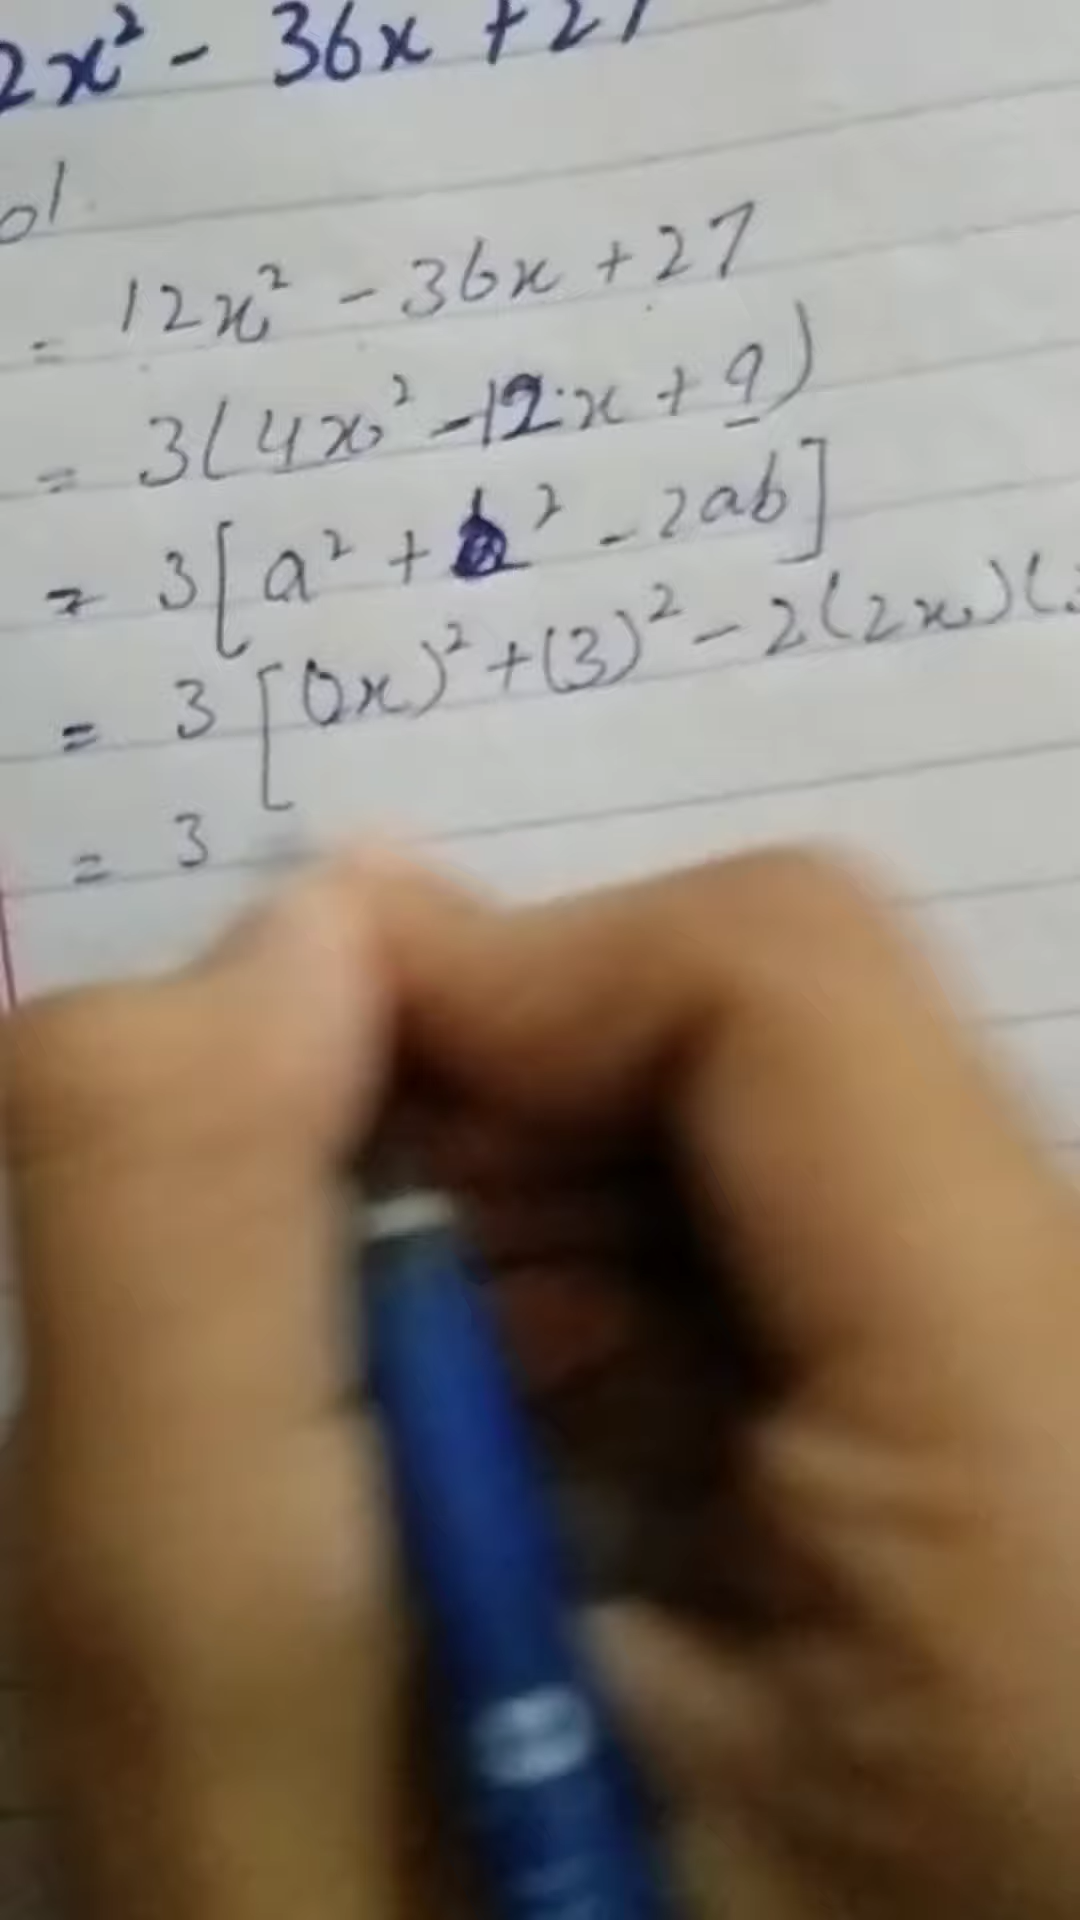 2x² - 36x + 27
ol.
= 12x² - 36x + 27
= 3(4x² - 12x + 9)
= 3[a² + b² - 2ab]
= 3[(2x)² + (3)² - 2(2x)(3
= 3